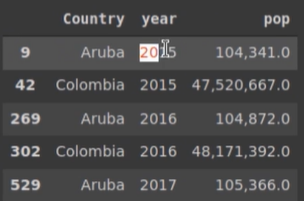 Country year pop
9 Aruba 2015 104,341.0
42 Colombia 2015 47,520,667.0
269 Aruba 2016 104,872.0
302 Colombia 2016 48,171,392.0
529 Aruba 2017 105,366.0